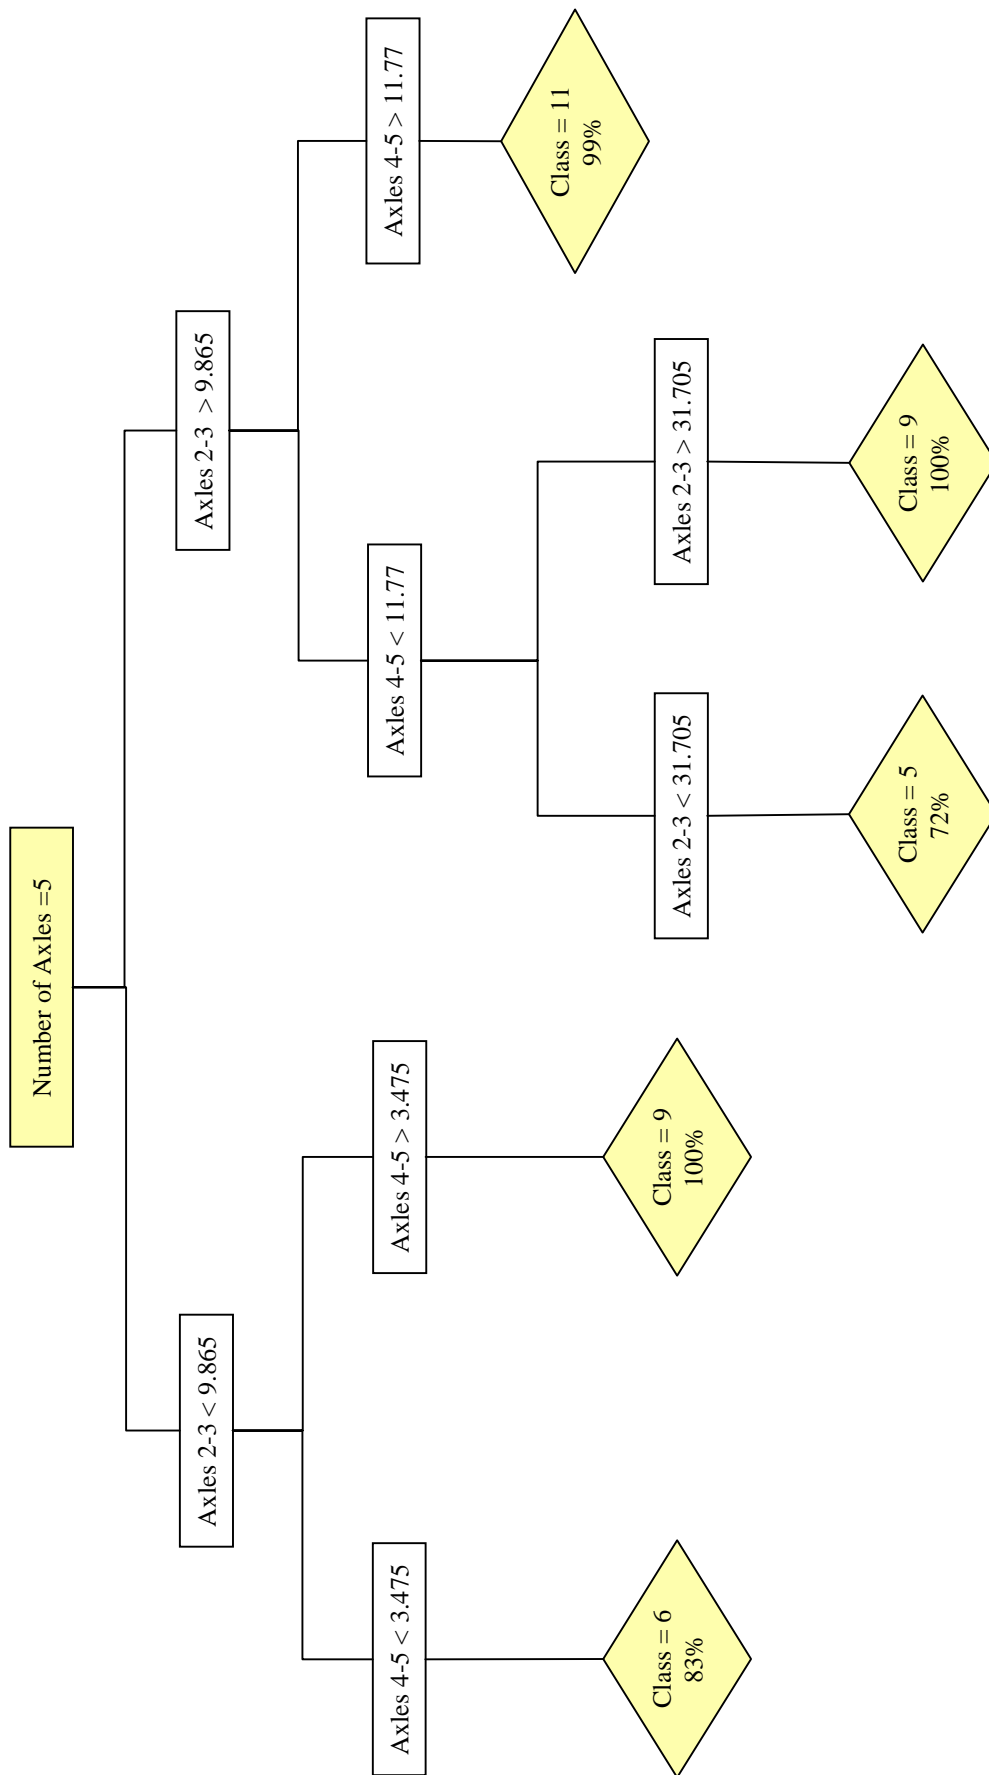 Number of Axles =5
Axles 2-3 < 9.865
Axles 2-3 > 9.865
Axles 4-5 < 3.475
Axles 4-5 > 3.475
Axles 4-5 < 11.77
Axles 4-5 > 11.77
Class = 6
83%
Class = 9
100%
Class = 11
99%
Axles 2-3 < 31.705
Axles 2-3 > 31.705
Class = 5
72%
Class = 9
100%